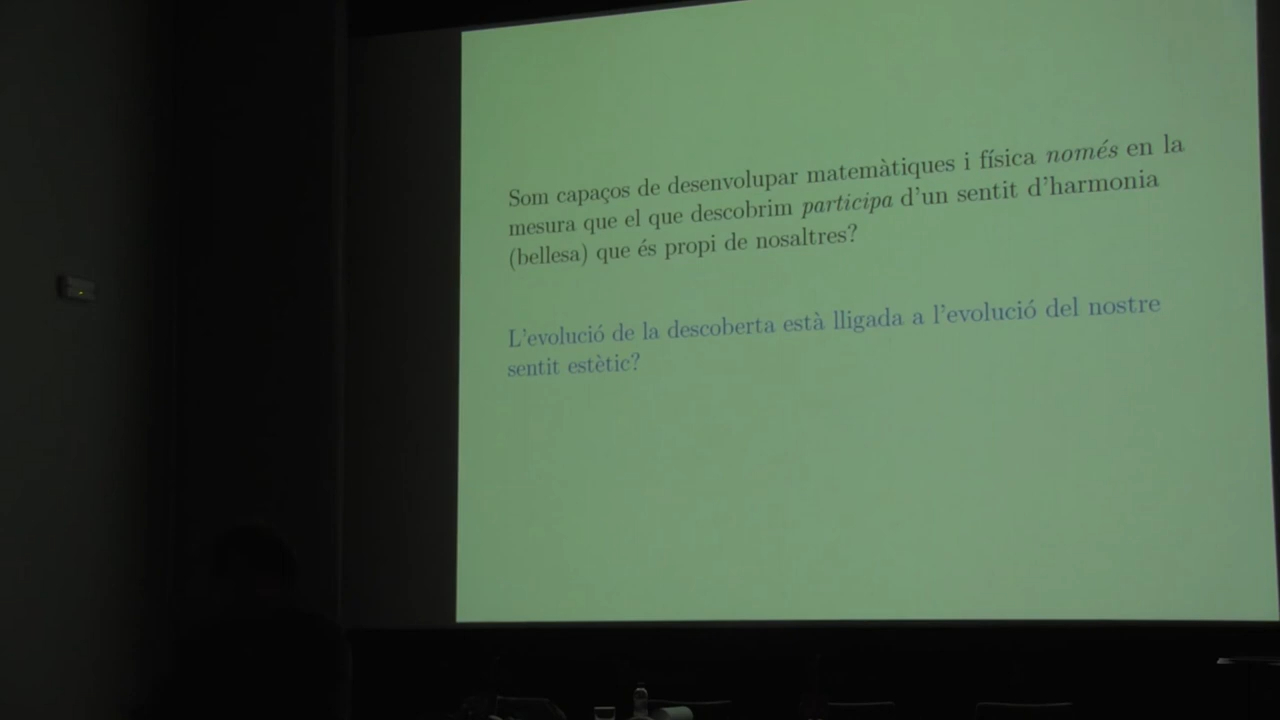 Som capaços de desenvolupar matemàtiques i física només en la
mesura que el que descobrim participa d'un sentit d'harmonia
(bellesa) que és propi de nosaltres?
L'evolució de la descoberta està lligada a l'evolució del nostre
sentit estètic?